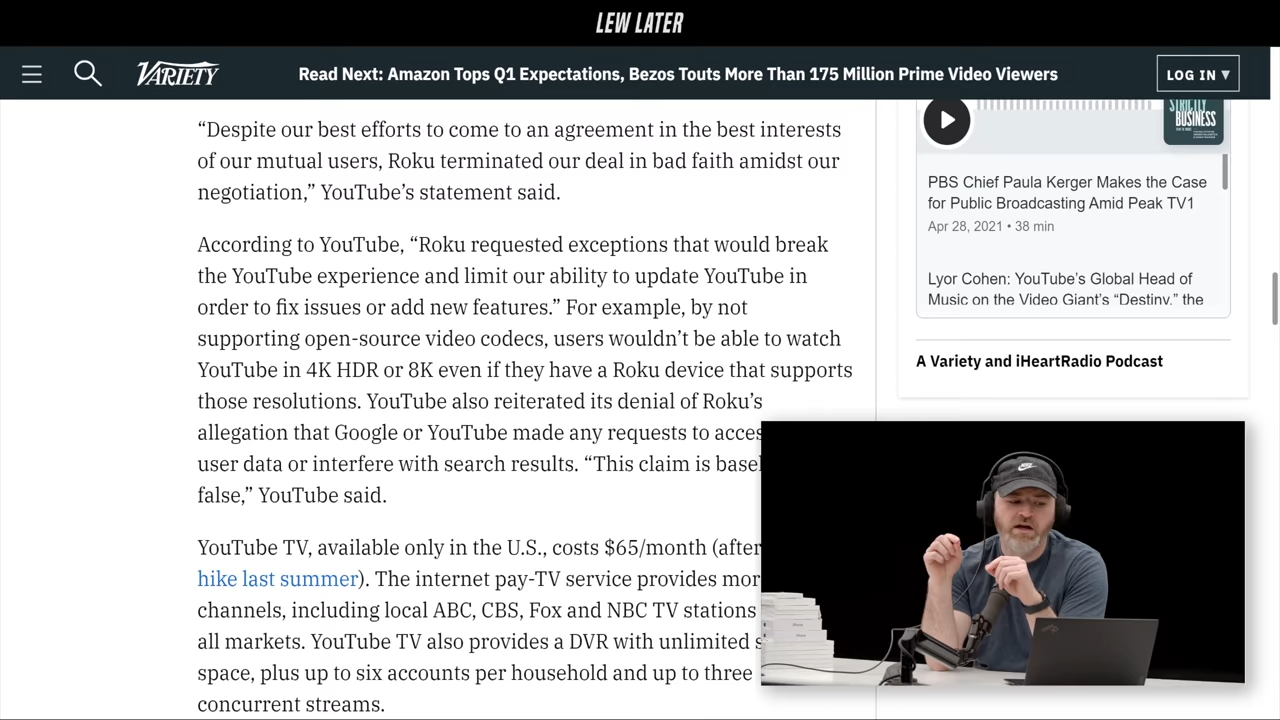 LEW LATER
VARIETY
Read Next: Amazon Tops Q1 Expectations, Bezos Touts More Than 175 Million Prime Video Viewers
LOG IN ▾
“Despite our best efforts to come to an agreement in the best interests
of our mutual users, Roku terminated our deal in bad faith amidst our
negotiation,” YouTube’s statement said.
According to YouTube, “Roku requested exceptions that would break
the YouTube experience and limit our ability to update YouTube in
order to fix issues or add new features.” For example, by not
supporting open-source video codecs, users wouldn’t be able to watch
YouTube in 4K HDR or 8K even if they have a Roku device that supports
those resolutions. YouTube also reiterated its denial of Roku’s
allegation that Google or YouTube made any requests to acces
user data or interfere with search results. “This claim is basel
false,” YouTube said.
YouTube TV, available only in the U.S., costs $65/month (after
hike last summer). The internet pay-TV service provides mor
channels, including local ABC, CBS, Fox and NBC TV stations
all markets. YouTube TV also provides a DVR with unlimited s
space, plus up to six accounts per household and up to three
concurrent streams.
STRICTLY
BUSINESS
PBS Chief Paula Kerger Makes the Case
for Public Broadcasting Amid Peak TV1
Apr 28, 2021 • 38 min
Lyor Cohen: YouTube’s Global Head of
Music on the Video Giant’s “Destiny,” the
A Variety and iHeartRadio Podcast